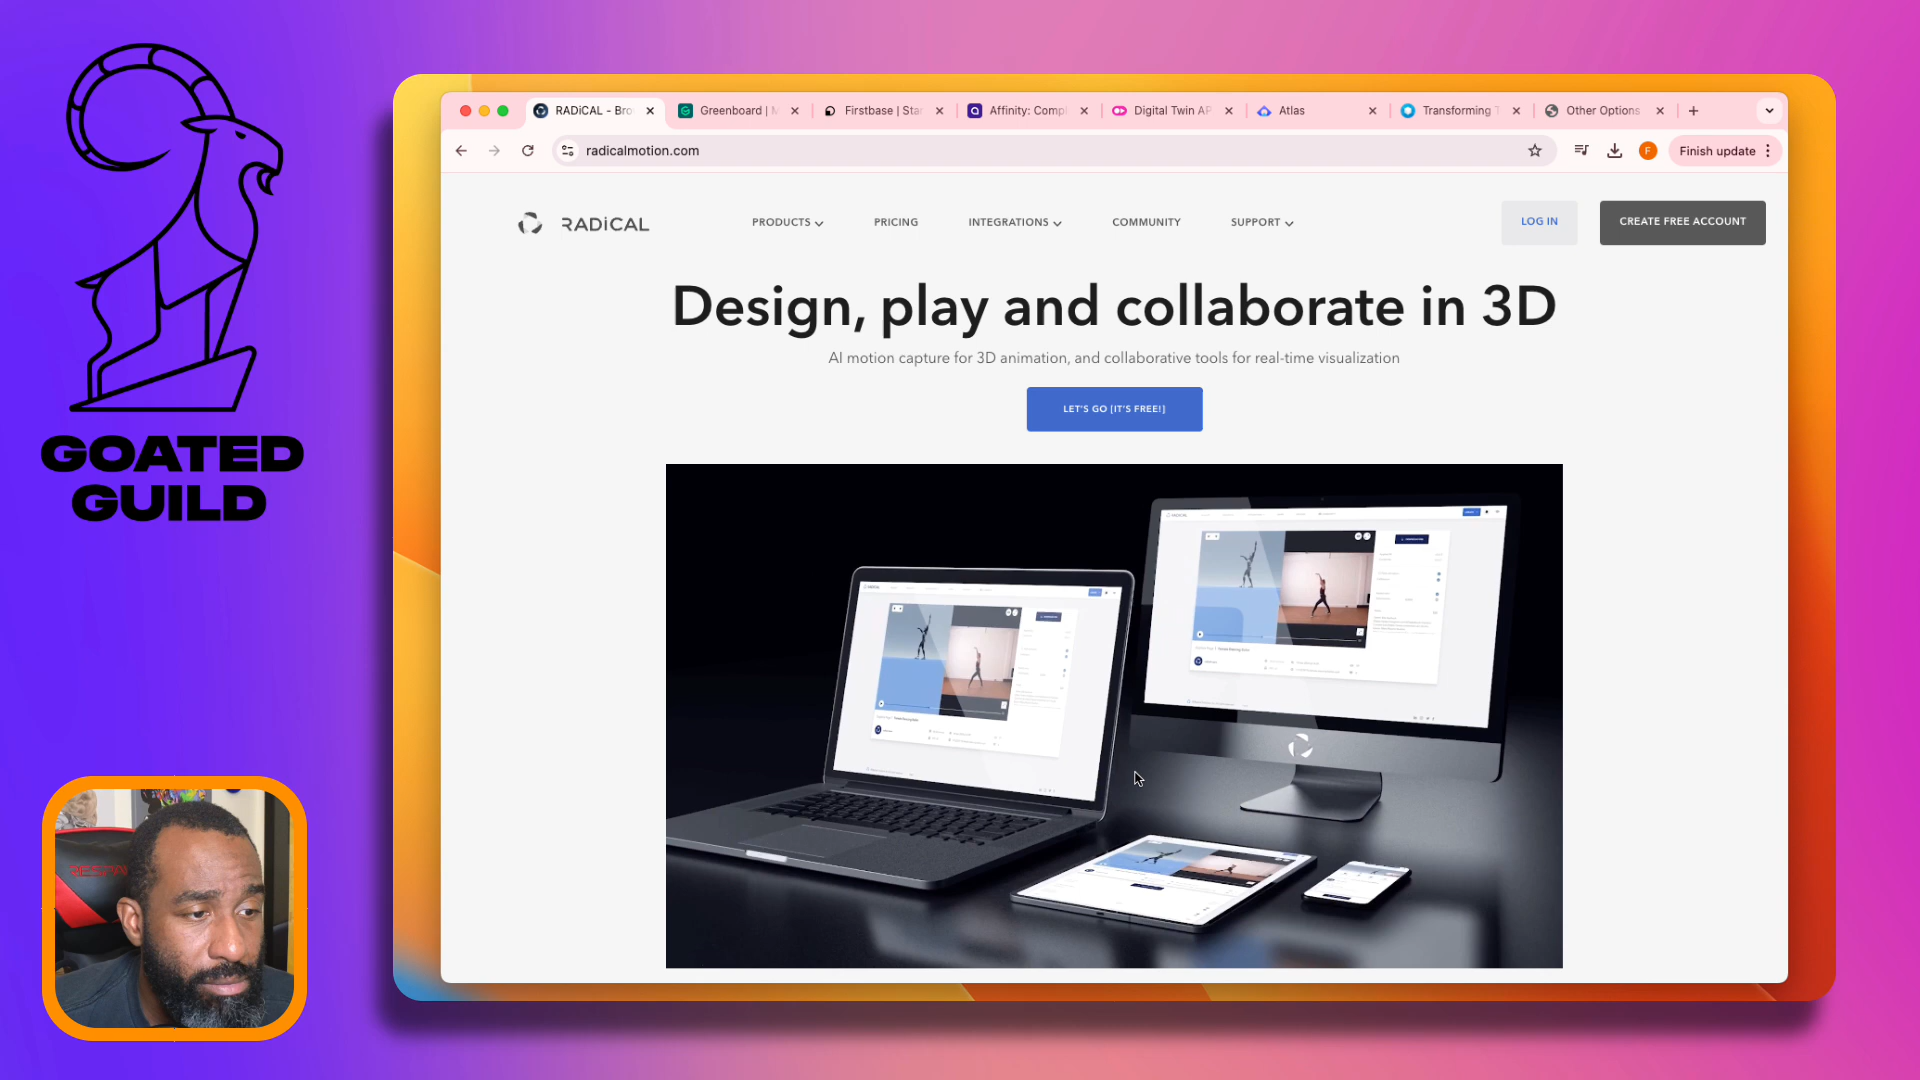 GOATED
GUILD
RADiCAL - Bro
Greenboard | M
Firstbase | Star
Affinity: Compl
Digital Twin AP
Atlas
Transforming T
Other Options
radicalmotion.com
F
Finish update
RADiCAL
PRODUCTS
PRICING
INTEGRATIONS
COMMUNITY
SUPPORT
LOG IN
CREATE FREE ACCOUNT
Design, play and collaborate in 3D
AI motion capture for 3D animation, and collaborative tools for real-time visualization
LET'S GO [IT'S FREE!]